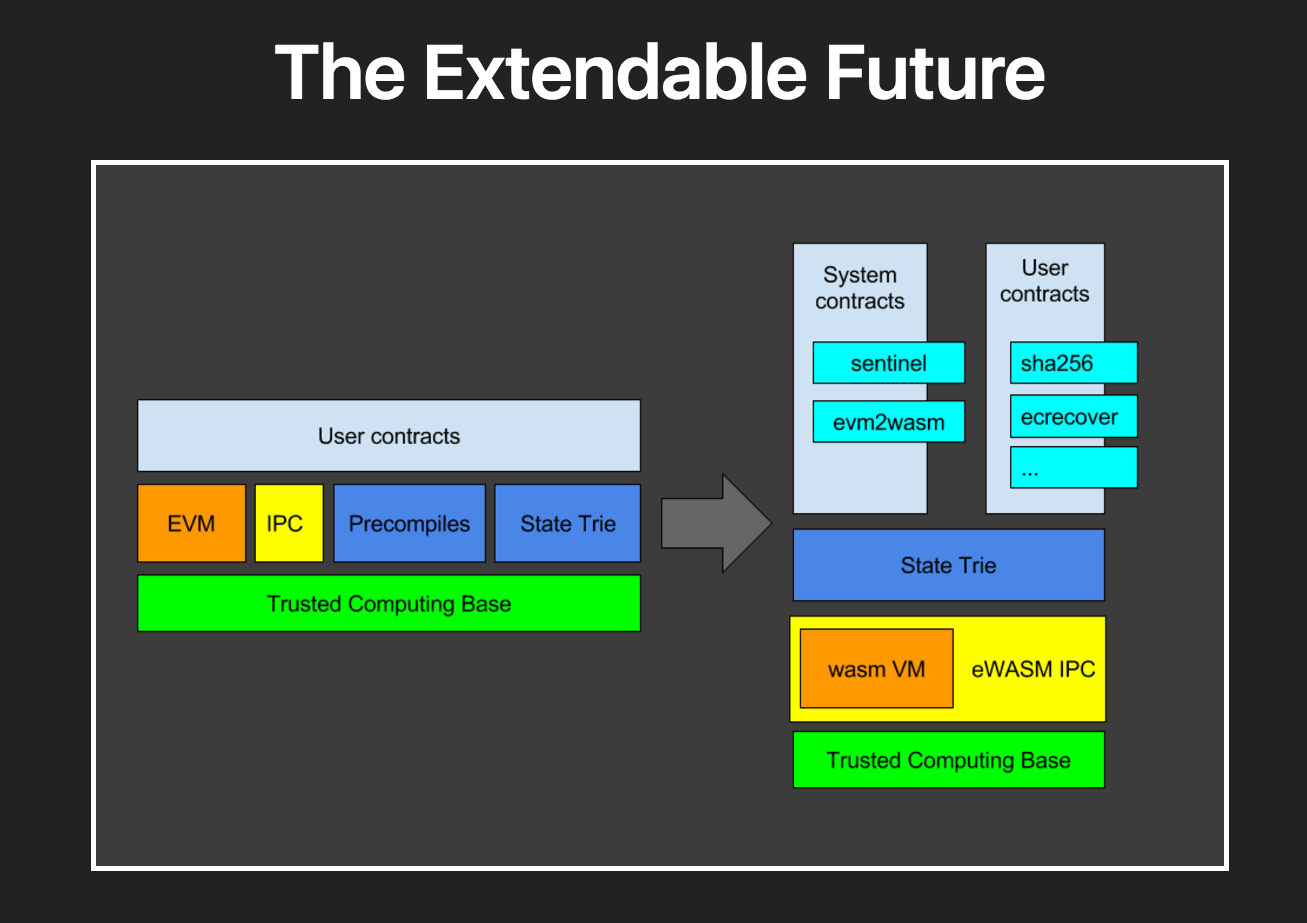 The Extendable Future
User contracts
EVM
IPC
Precompiles
State Trie
Trusted Computing Base
System
contracts
sentinel
evm2wasm
User
contracts
sha256
ecrecover
...
State Trie
wasm VM
eWASM IPC
Trusted Computing Base